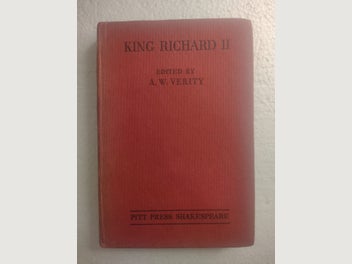 KING RICHARD II
EDITED BY
A. W. VERITY
PITT PRESS SHAKESPEARE